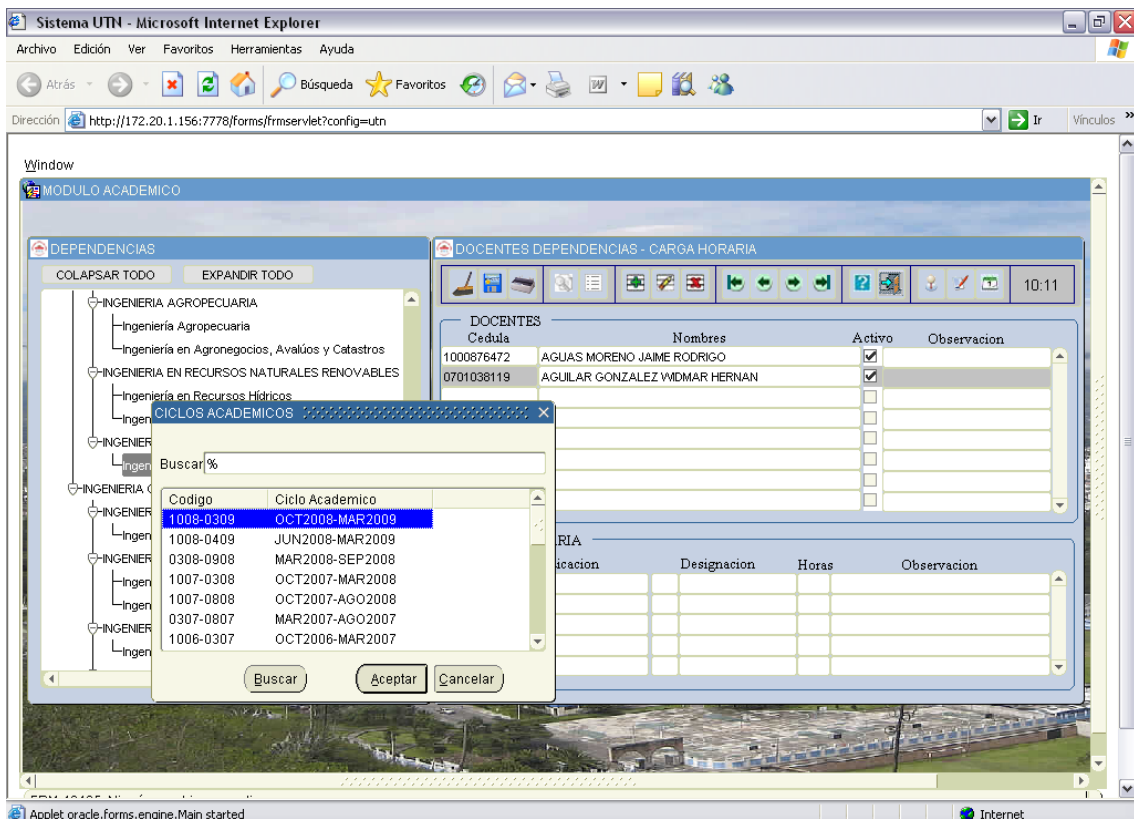 Sistema UTN - Microsoft Internet Explorer
Archivo Edición Ver Favoritos Herramientas Ayuda
Atrás Búsqueda Favoritos
Dirección http://172.20.1.156:7778/forms/frmservlet?config=utn Ir Vínculos »
Window
MODULO ACADEMICO
DEPENDENCIAS
COLAPSAR TODO EXPANDIR TODO
INGENIERIA AGROPECUARIA
Ingeniería Agropecuaria
Ingeniería en Agronegocios, Avalúos y Catastros
INGENIERIA EN RECURSOS NATURALES RENOVABLES
Ingeniería en Recursos Hídricos
DOCENTES DEPENDENCIAS - CARGA HORARIA
10:11
DOCENTES
Cedula Nombres Activo Observacion
1000876472 AGUAS MORENO JAIME RODRIGO
0701038119 AGUILAR GONZALEZ WIDMAR HERNAN
CICLOS ACADEMICOS
Buscar %
Codigo Ciclo Academico
1008-0309 OCT2008-MAR2009
1008-0409 JUN2008-MAR2009
0308-0908 MAR2008-SEP2008
1007-0308 OCT2007-MAR2008
1007-0808 OCT2007-AGO2008
0307-0807 MAR2007-AGO2007
1006-0307 OCT2006-MAR2007
Buscar Aceptar Cancelar
Designacion Horas Observacion
Applet oracle.forms.engine.Main started Internet